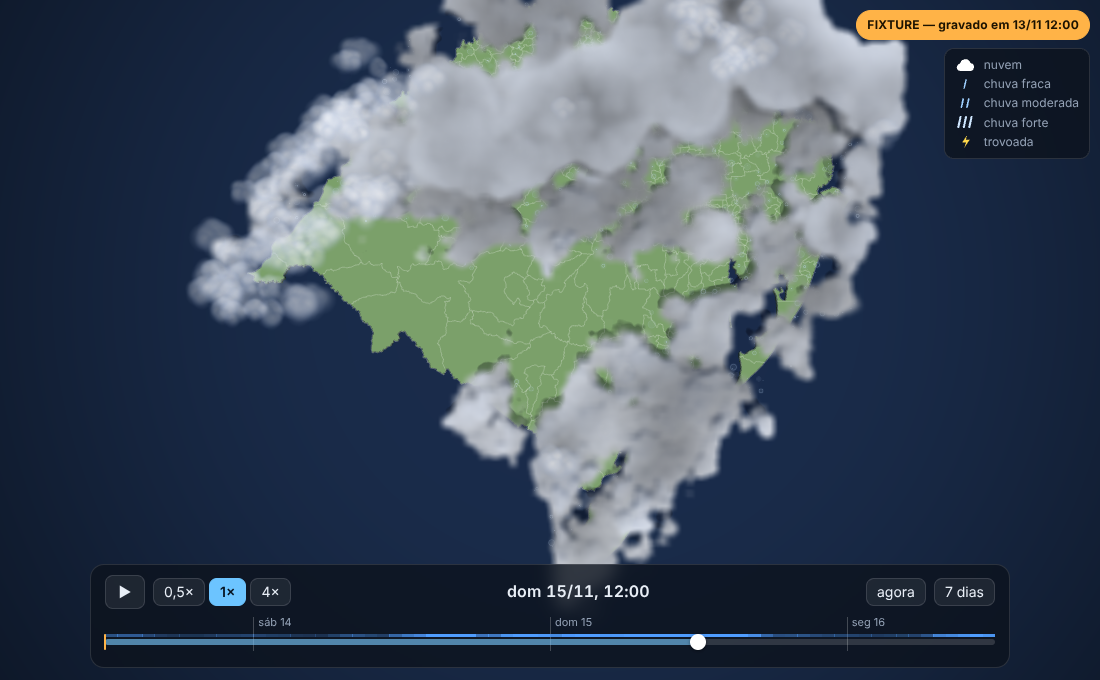 FIXTURE — gravado em 13/11 12:00
nuvem
chuva fraca
chuva moderada
chuva forte
trovoada
0,5×
1×
4×
dom 15/11, 12:00
agora
7 dias
sáb 14
dom 15
seg 16